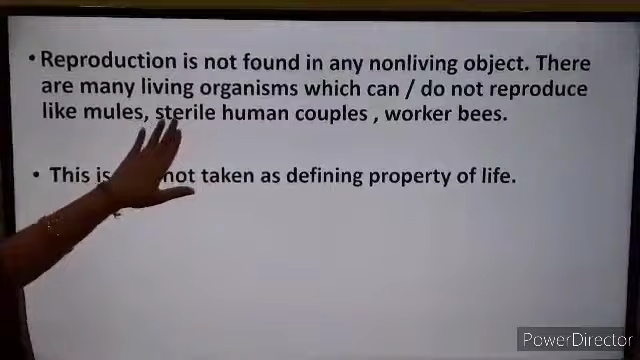 • Reproduction is not found in any nonliving object. There
are many living organisms which can / do not reproduce
like mules, sterile human couples , worker bees.
• This is not taken as defining property of life.
PowerDirector